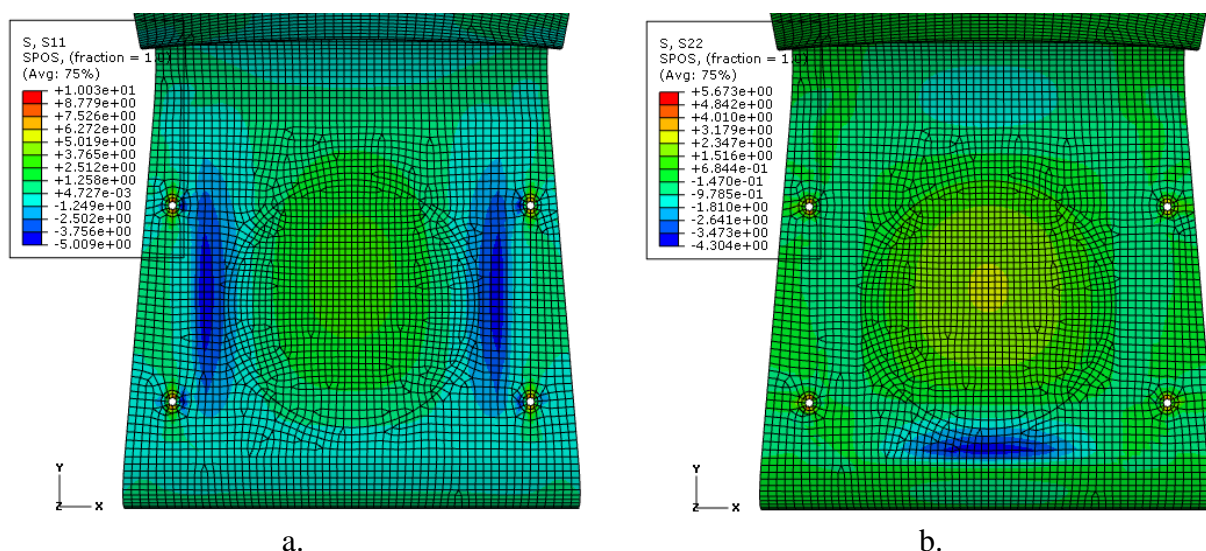 S, S11
SPOS, (fraction = 1.0)
(Avg: 75%)
+1.003e+01
+8.779e+00
+7.526e+00
+6.272e+00
+5.019e+00
+3.765e+00
+2.512e+00
+1.258e+00
+4.727e-03
-1.249e+00
-2.502e+00
-3.756e+00
-5.009e+00
Y
Z X
a.
S, S22
SPOS, (fraction = 1.0)
(Avg: 75%)
+5.673e+00
+4.842e+00
+4.010e+00
+3.179e+00
+2.347e+00
+1.516e+00
+6.844e-01
-1.470e-01
-9.785e-01
-1.810e+00
-2.641e+00
-3.473e+00
-4.304e+00
Y
Z X
b.